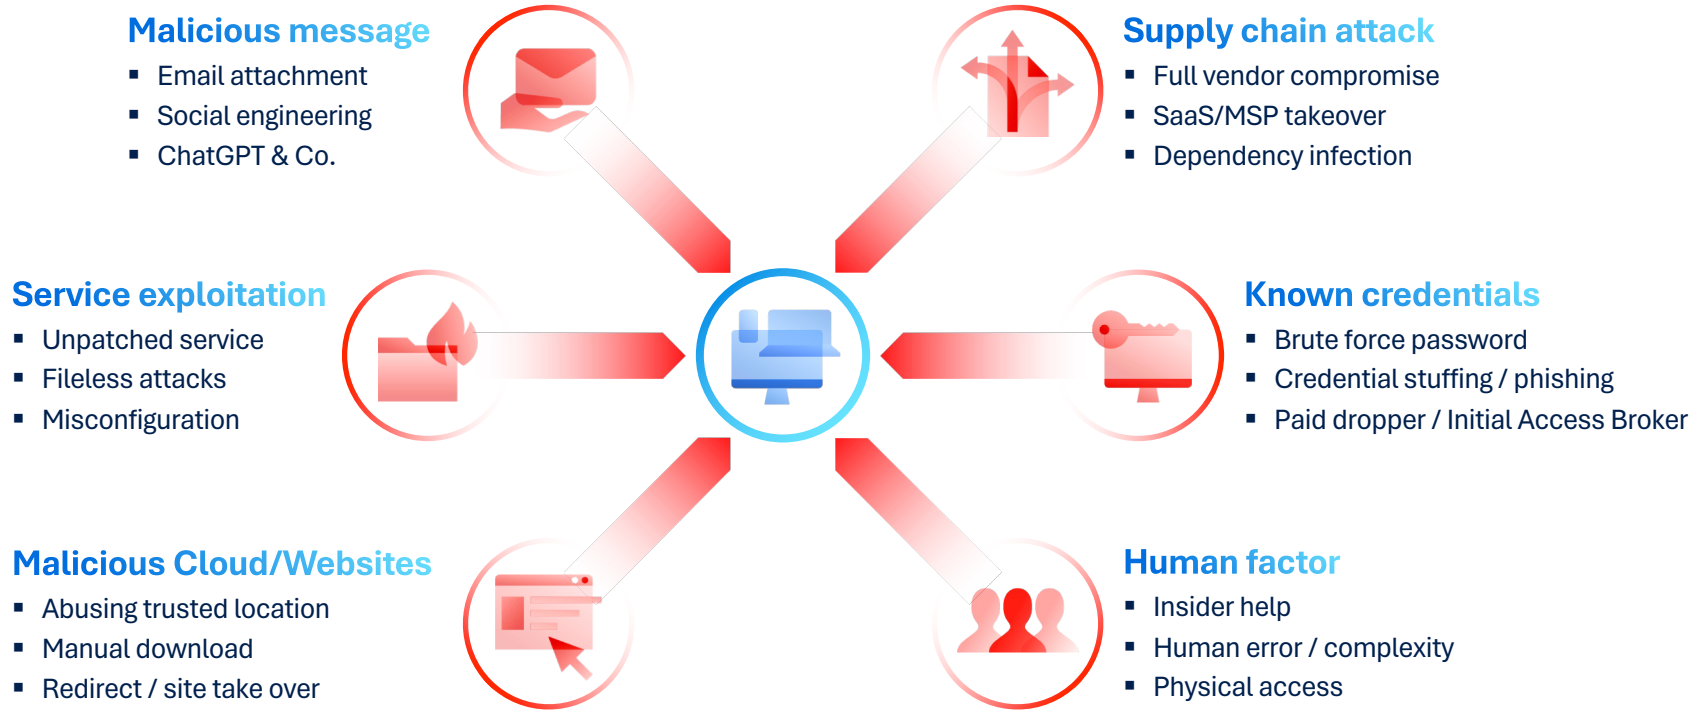 Malicious message
▪ Email attachment
▪ Social engineering
▪ ChatGPT & Co.
Supply chain attack
▪ Full vendor compromise
▪ SaaS/MSP takeover
▪ Dependency infection
Service exploitation
▪ Unpatched service
▪ Fileless attacks
▪ Misconfiguration
Known credentials
▪ Brute force password
▪ Credential stuffing / phishing
▪ Paid dropper / Initial Access Broker
Malicious Cloud/Websites
▪ Abusing trusted location
▪ Manual download
▪ Redirect / site take over
Human factor
▪ Insider help
▪ Human error / complexity
▪ Physical access